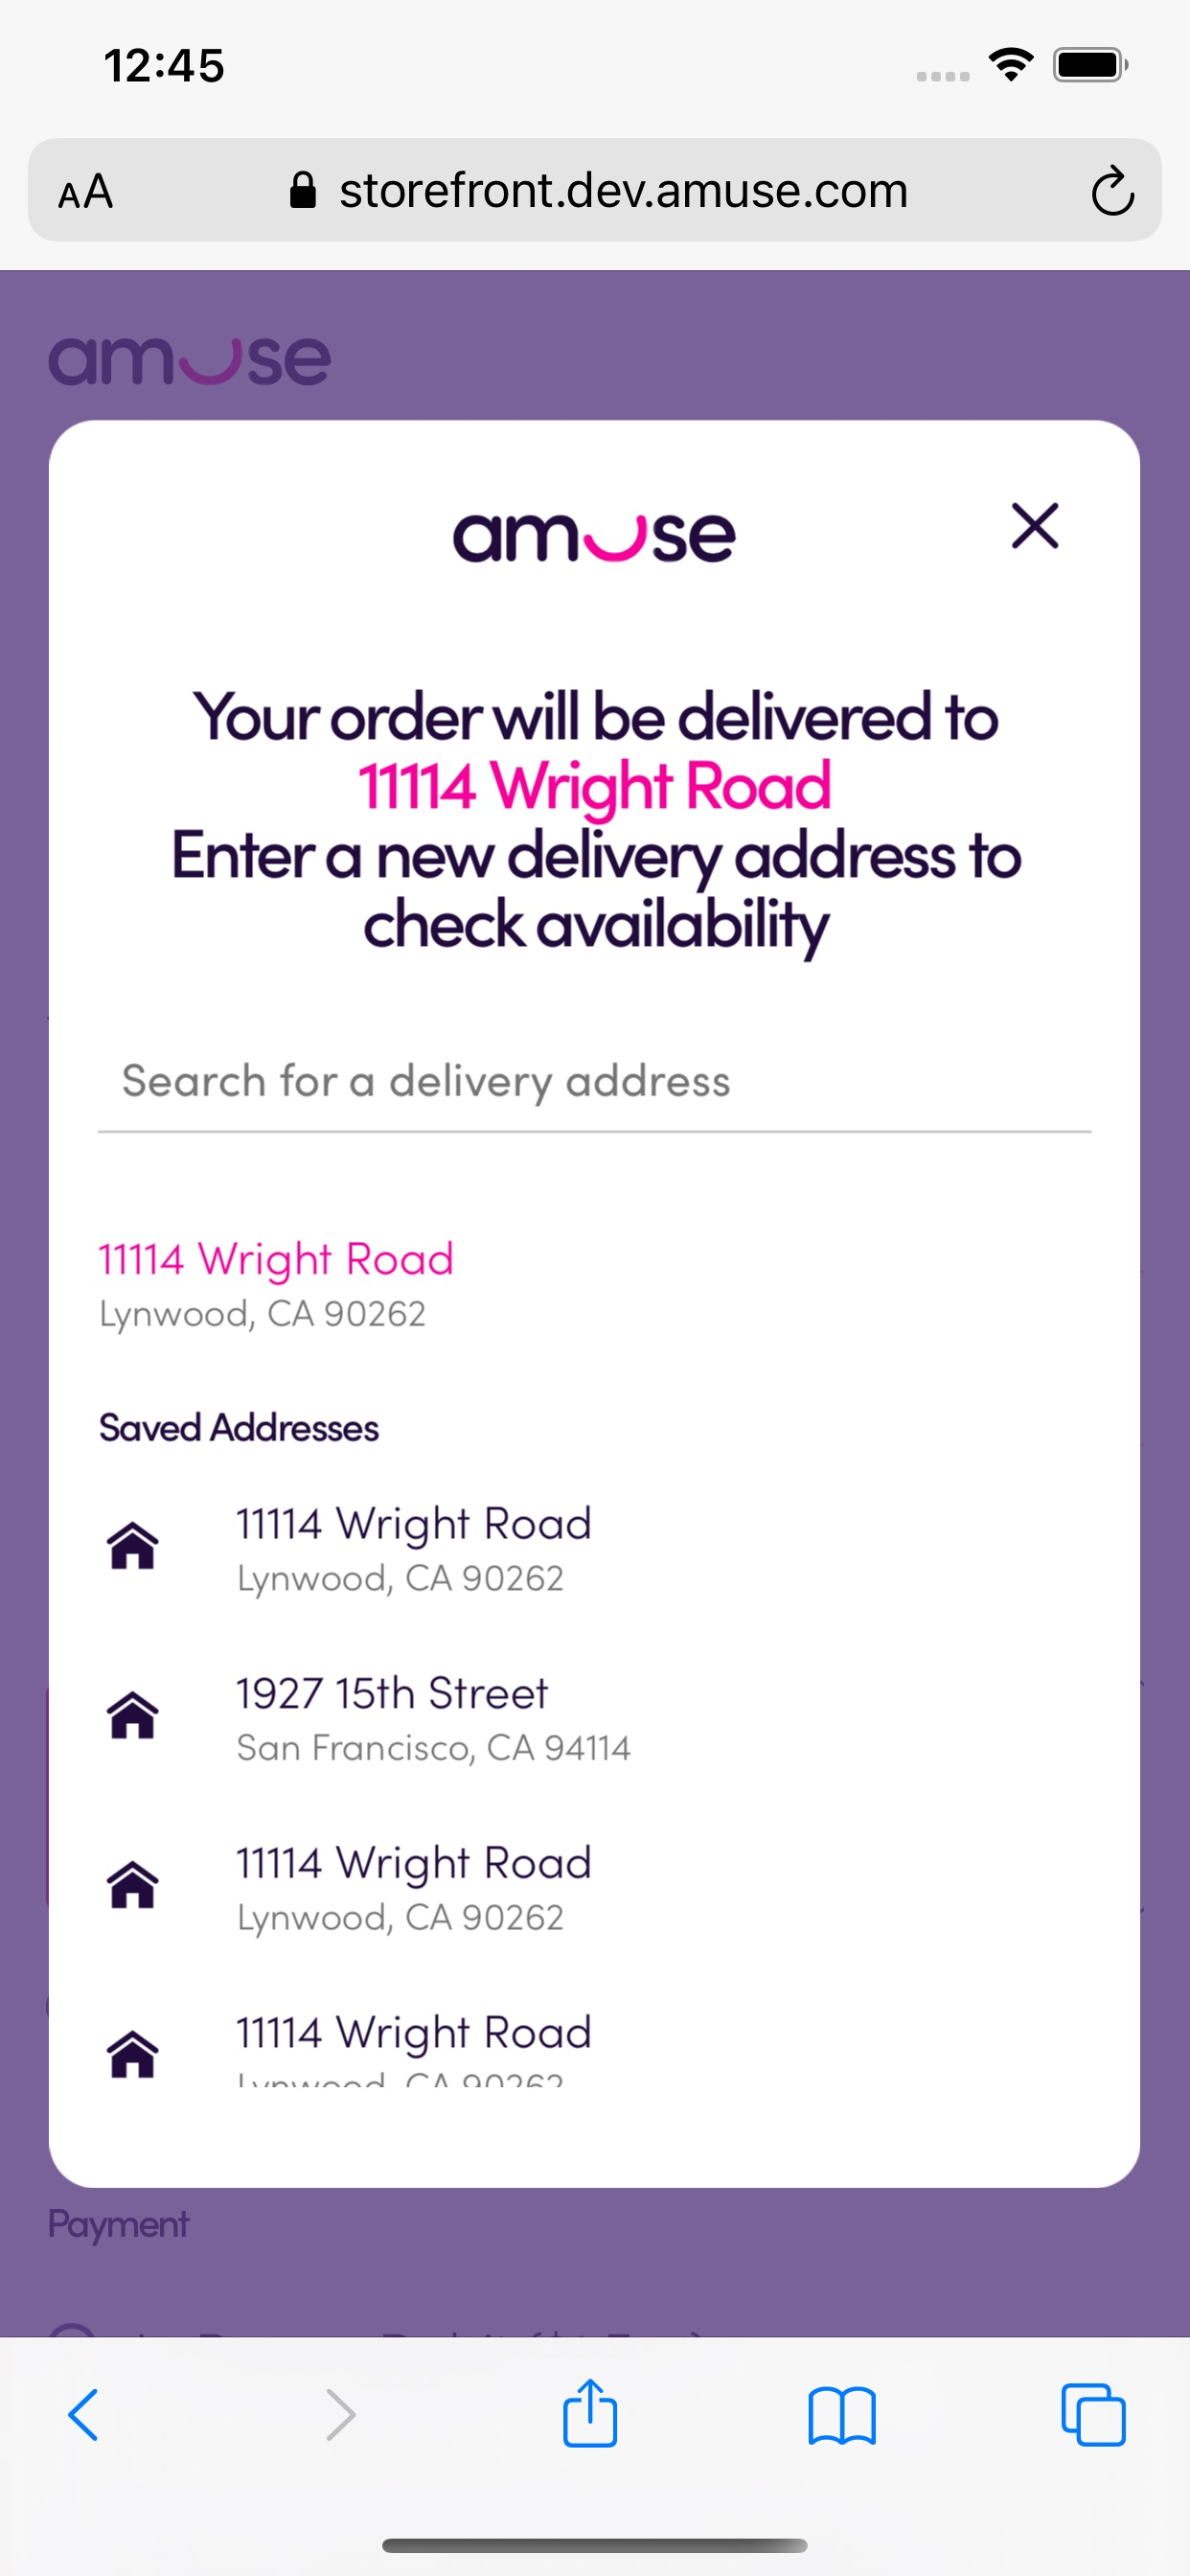 12:45
AA
storefront.dev.amuse.com
amuse
amuse
Your order will be delivered to
11114 Wright Road
Enter a new delivery address to
check availability
Search for a delivery address
11114 Wright Road
Lynwood, CA 90262
Saved Addresses
11114 Wright Road
Lynwood, CA 90262
1927 15th Street
San Francisco, CA 94114
11114 Wright Road
Lynwood, CA 90262
11114 Wright Road
Lynwood, CA 90262
Payment